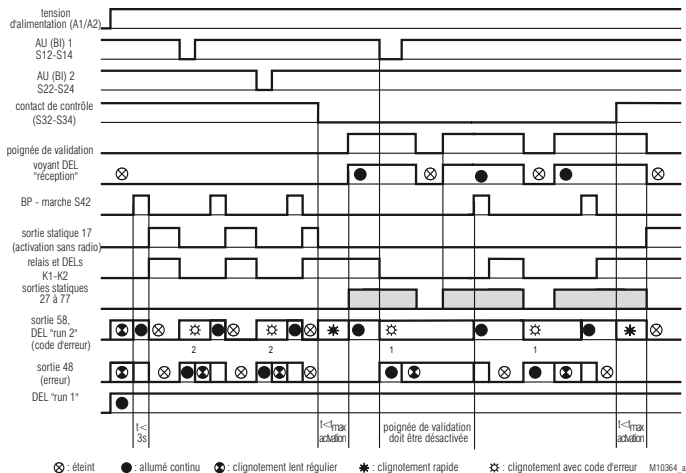 tension
d'alimentation (A1/A2)
AU (BI) 1
S12-S14
AU (BI) 2
S22-S24
contact de contrôle
(S32-S34)
poignée de validation
voyant DEL
"réception"
BP - marche S42
sortie statique 17
(activation sans radio)
relais et DELs
K1-K2
sorties statiques
27 à 77
sortie 58,
DEL "run 2"
(code d'erreur)
2 2 1 1
sortie 48
(erreur)
DEL "run 1"
t<
3s
t<tmax
activation
poignée de validation
doit être désactivée
t<tmax
activation
: éteint : allumé continu : clignotement lent régulier : clignotement rapide : clignotement avec code d'erreur M10364_a